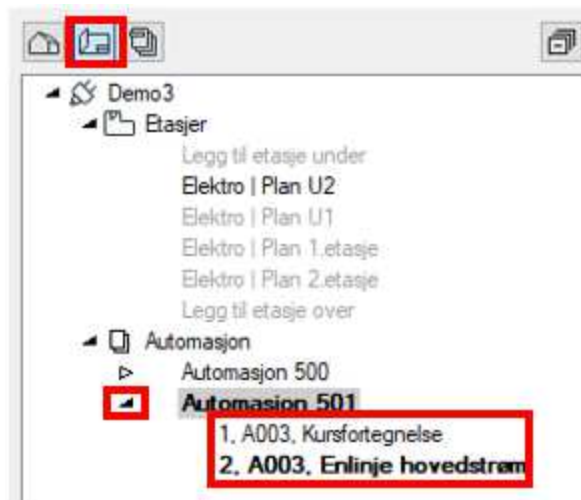 Demo3
Etasjer
Legg til etasje under
Elektro | Plan U2
Elektro | Plan U1
Elektro | Plan 1.etasje
Elektro | Plan 2.etasje
Legg til etasje over
Automasjon
Automasjon 500
Automasjon 501
1, A003, Kursfortegnelse
2, A003, Enlinje hovedstrøm